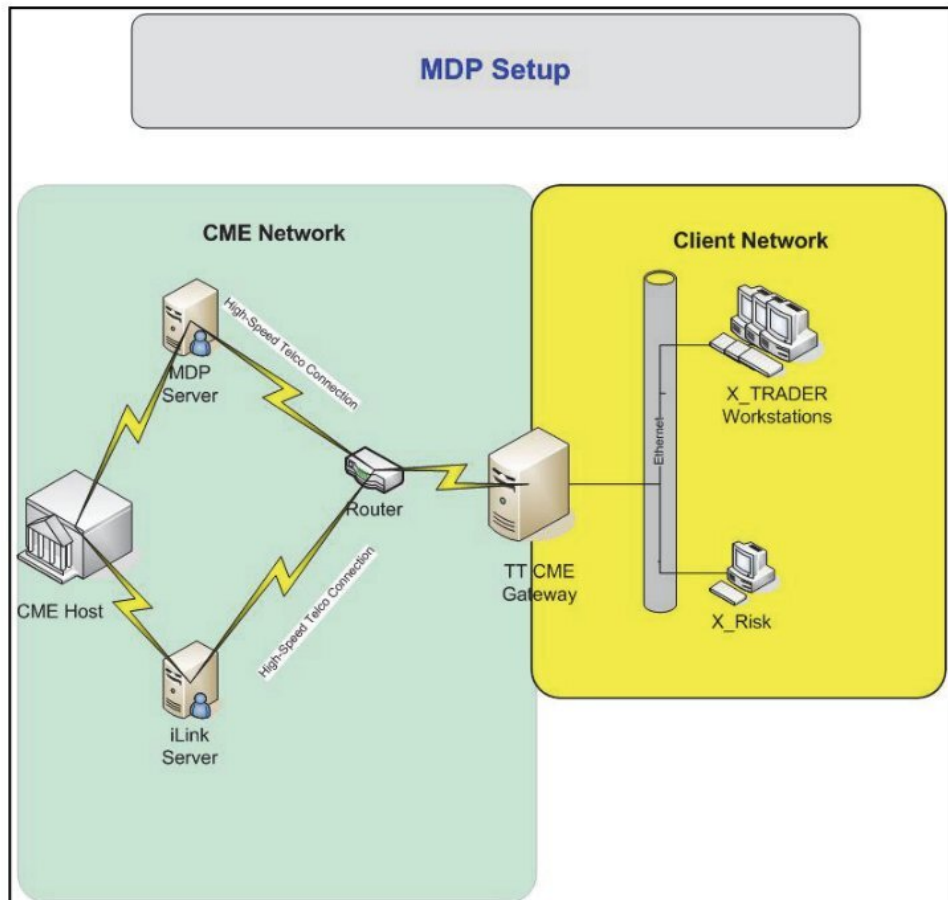 MDP Setup
CME Network
Client Network
High-Speed Telco Connection
MDP
Server
X_TRADER
Workstations
Ethernet
Router
TT CME
Gateway
CME Host
High-Speed Telco Connection
X_Risk
iLink
Server